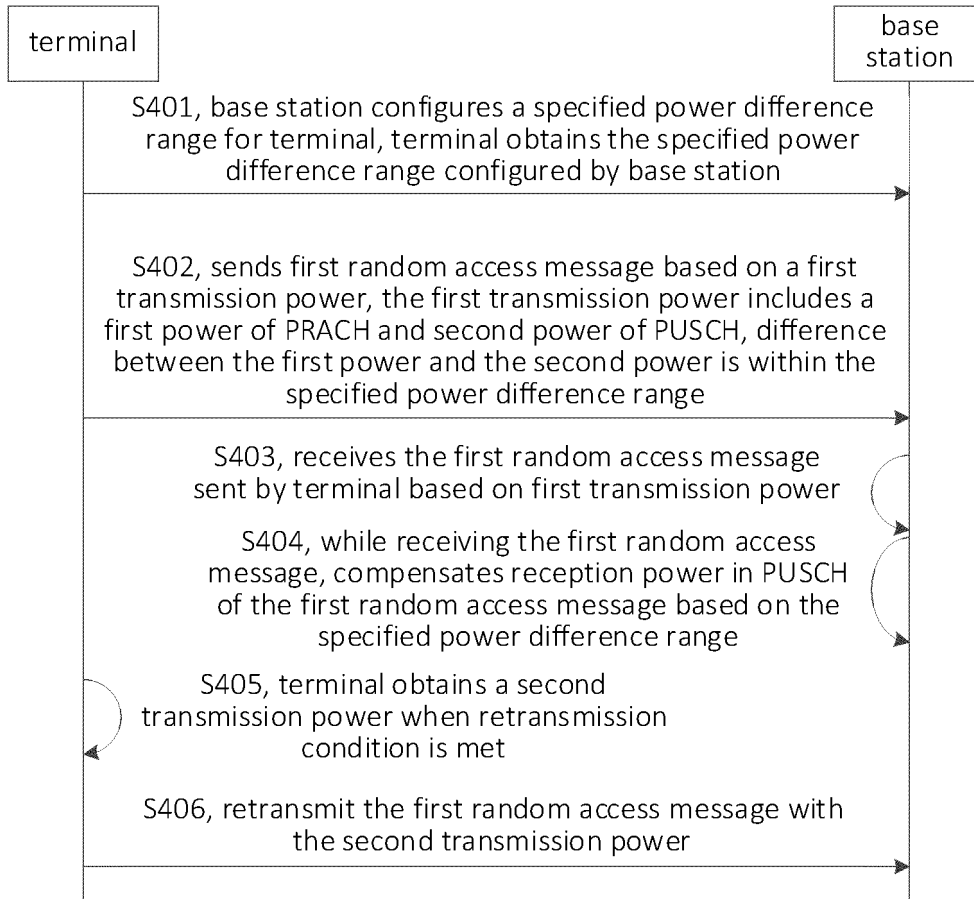 terminal
base
station
S401, base station configures a specified power difference
range for terminal, terminal obtains the specified power
difference range configured by base station
S402, sends first random access message based on a first
transmission power, the first transmission power includes a
first power of PRACH and second power of PUSCH, difference
between the first power and the second power is within the
specified power difference range
S403, receives the first random access message
sent by terminal based on first transmission power
S404, while receiving the first random access
message, compensates reception power in PUSCH
of the first random access message based on the
specified power difference range
S405, terminal obtains a second
transmission power when retransmission
condition is met
S406, retransmit the first random access message with
the second transmission power